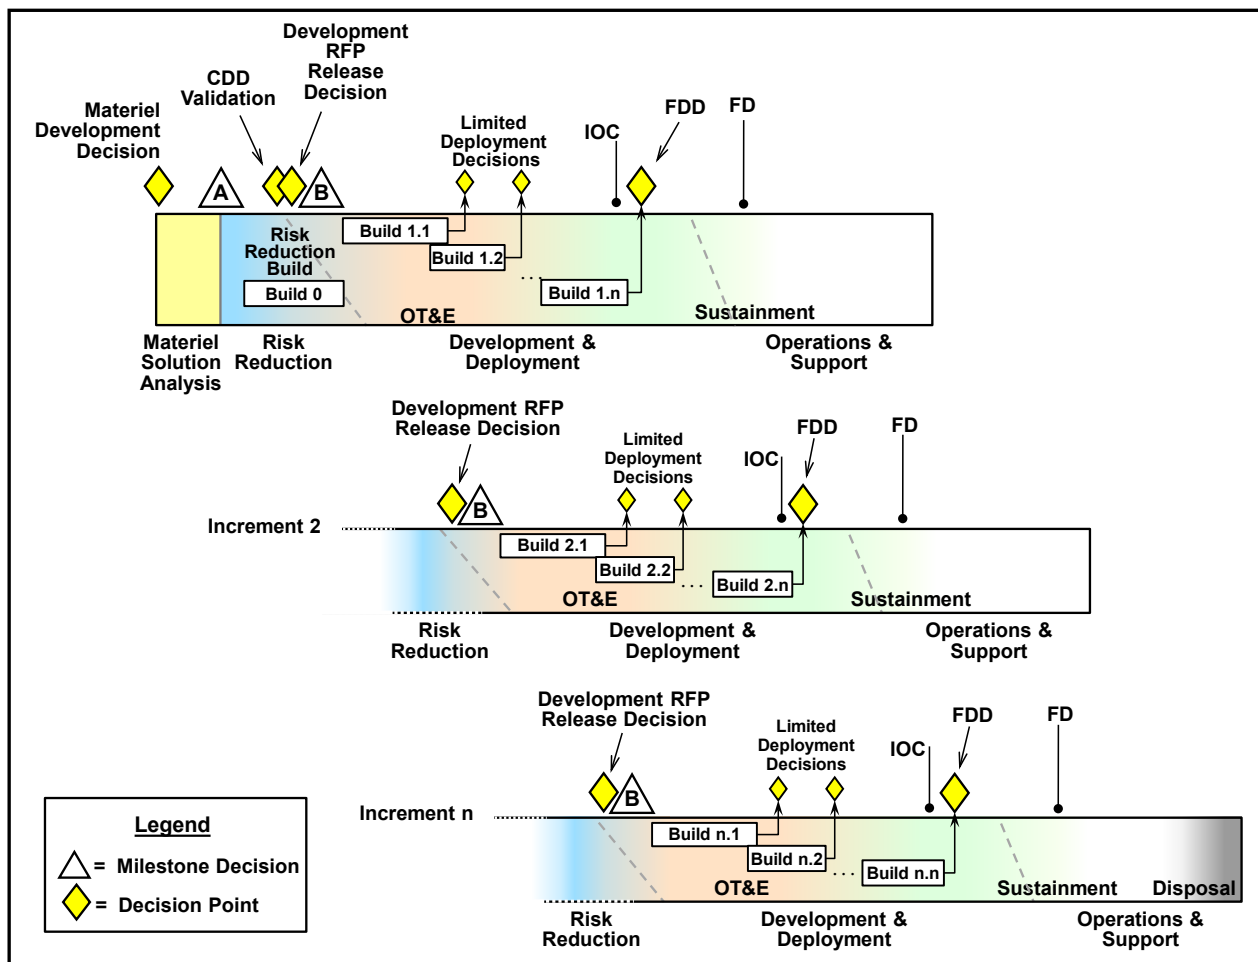 Development
RFP
Release
Decision
CDD
Validation
Materiel
Development
Decision
Limited
Deployment
Decisions
IOC
FDD
FD
A
B
Risk
Reduction
Build
Build 0
Build 1.1
Build 1.2
...
Build 1.n
OT&E
Sustainment
Materiel
Solution
Analysis
Risk
Reduction
Development &
Deployment
Operations &
Support
Development RFP
Release Decision
Limited
Deployment
Decisions
IOC
FDD
FD
B
Increment 2
Build 2.1
Build 2.2
...
Build 2.n
OT&E
Sustainment
Risk
Reduction
Development &
Deployment
Operations &
Support
Development RFP
Release Decision
Limited
Deployment
Decisions
IOC
FDD
FD
B
Increment n
Build n.1
Build n.2
...
Build n.n
OT&E
Sustainment
Disposal
Risk
Reduction
Development &
Deployment
Operations &
Support
Legend
= Milestone Decision
= Decision Point